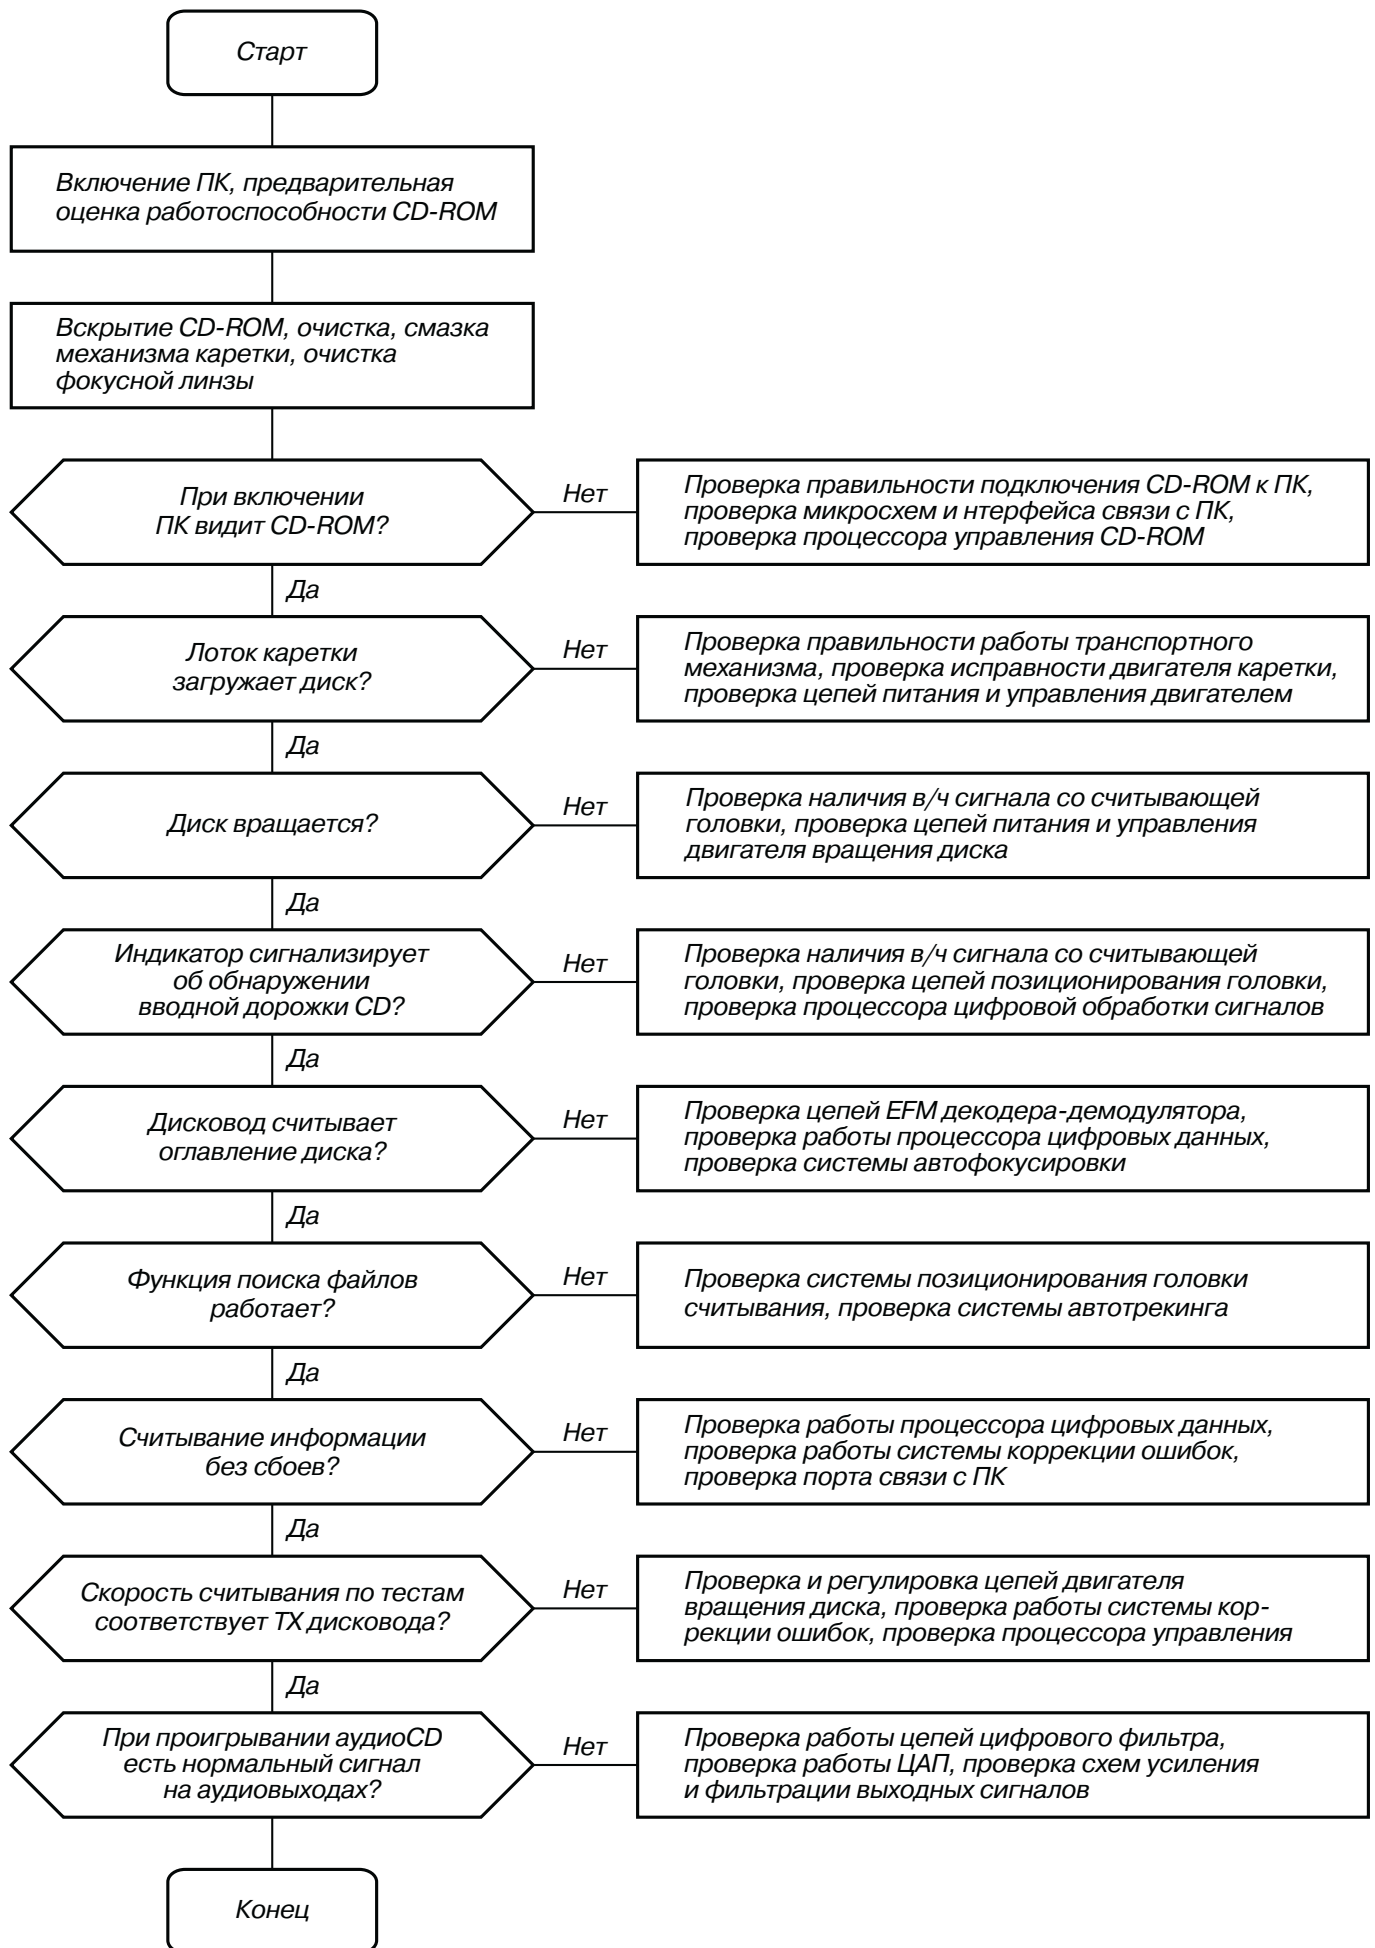 Старт
Включение ПК, предварительная
оценка работоспособности CD-ROM
Вскрытие CD-ROM, очистка, смазка
механизма каретки, очистка
фокусной линзы
При включении
ПК видит CD-ROM?
Нет
Проверка правильности подключения CD-ROM к ПК,
проверка микросхем и нтерфейса связи с ПК,
проверка процессора управления CD-ROM
Да
Лоток каретки
загружает диск?
Нет
Проверка правильности работы транспортного
механизма, проверка исправности двигателя каретки,
проверка цепей питания и управления двигателем
Да
Диск вращается?
Нет
Проверка наличия в/ч сигнала со считывающей
головки, проверка цепей питания и управления
двигателя вращения диска
Да
Индикатор сигнализирует
об обнаружении
вводной дорожки CD?
Нет
Проверка наличия в/ч сигнала со считывающей
головки, проверка цепей позиционирования головки,
проверка процессора цифровой обработки сигналов
Да
Дисковод считывает
оглавление диска?
Нет
Проверка цепей EFM декодера-демодулятора,
проверка работы процессора цифровых данных,
проверка системы автофокусировки
Да
Функция поиска файлов
работает?
Нет
Проверка системы позиционирования головки
считывания, проверка системы автотрекинга
Да
Считывание информации
без сбоев?
Нет
Проверка работы процессора цифровых данных,
проверка работы системы коррекции ошибок,
проверка порта связи с ПК
Да
Скорость считывания по тестам
соответствует ТХ дисковода?
Нет
Проверка и регулировка цепей двигателя
вращения диска, проверка работы системы кор-
рекции ошибок, проверка процессора управления
Да
При проигрывании аудиоCD
есть нормальный сигнал
на аудиовыходах?
Нет
Проверка работы цепей цифрового фильтра,
проверка работы ЦАП, проверка схем усиления
и фильтрации выходных сигналов
Конец